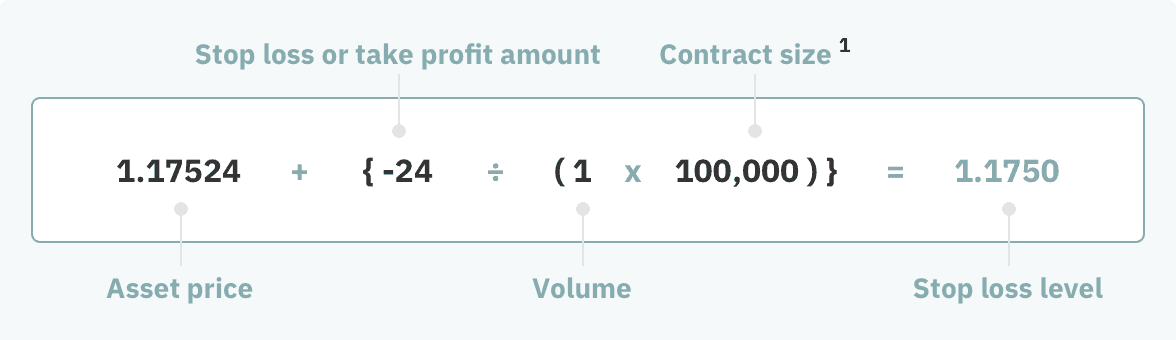 Stop loss or take profit amount Contract size 1
1.17524 + { -24 ÷ ( 1 x 100,000 ) } = 1.1750
Asset price Volume Stop loss level